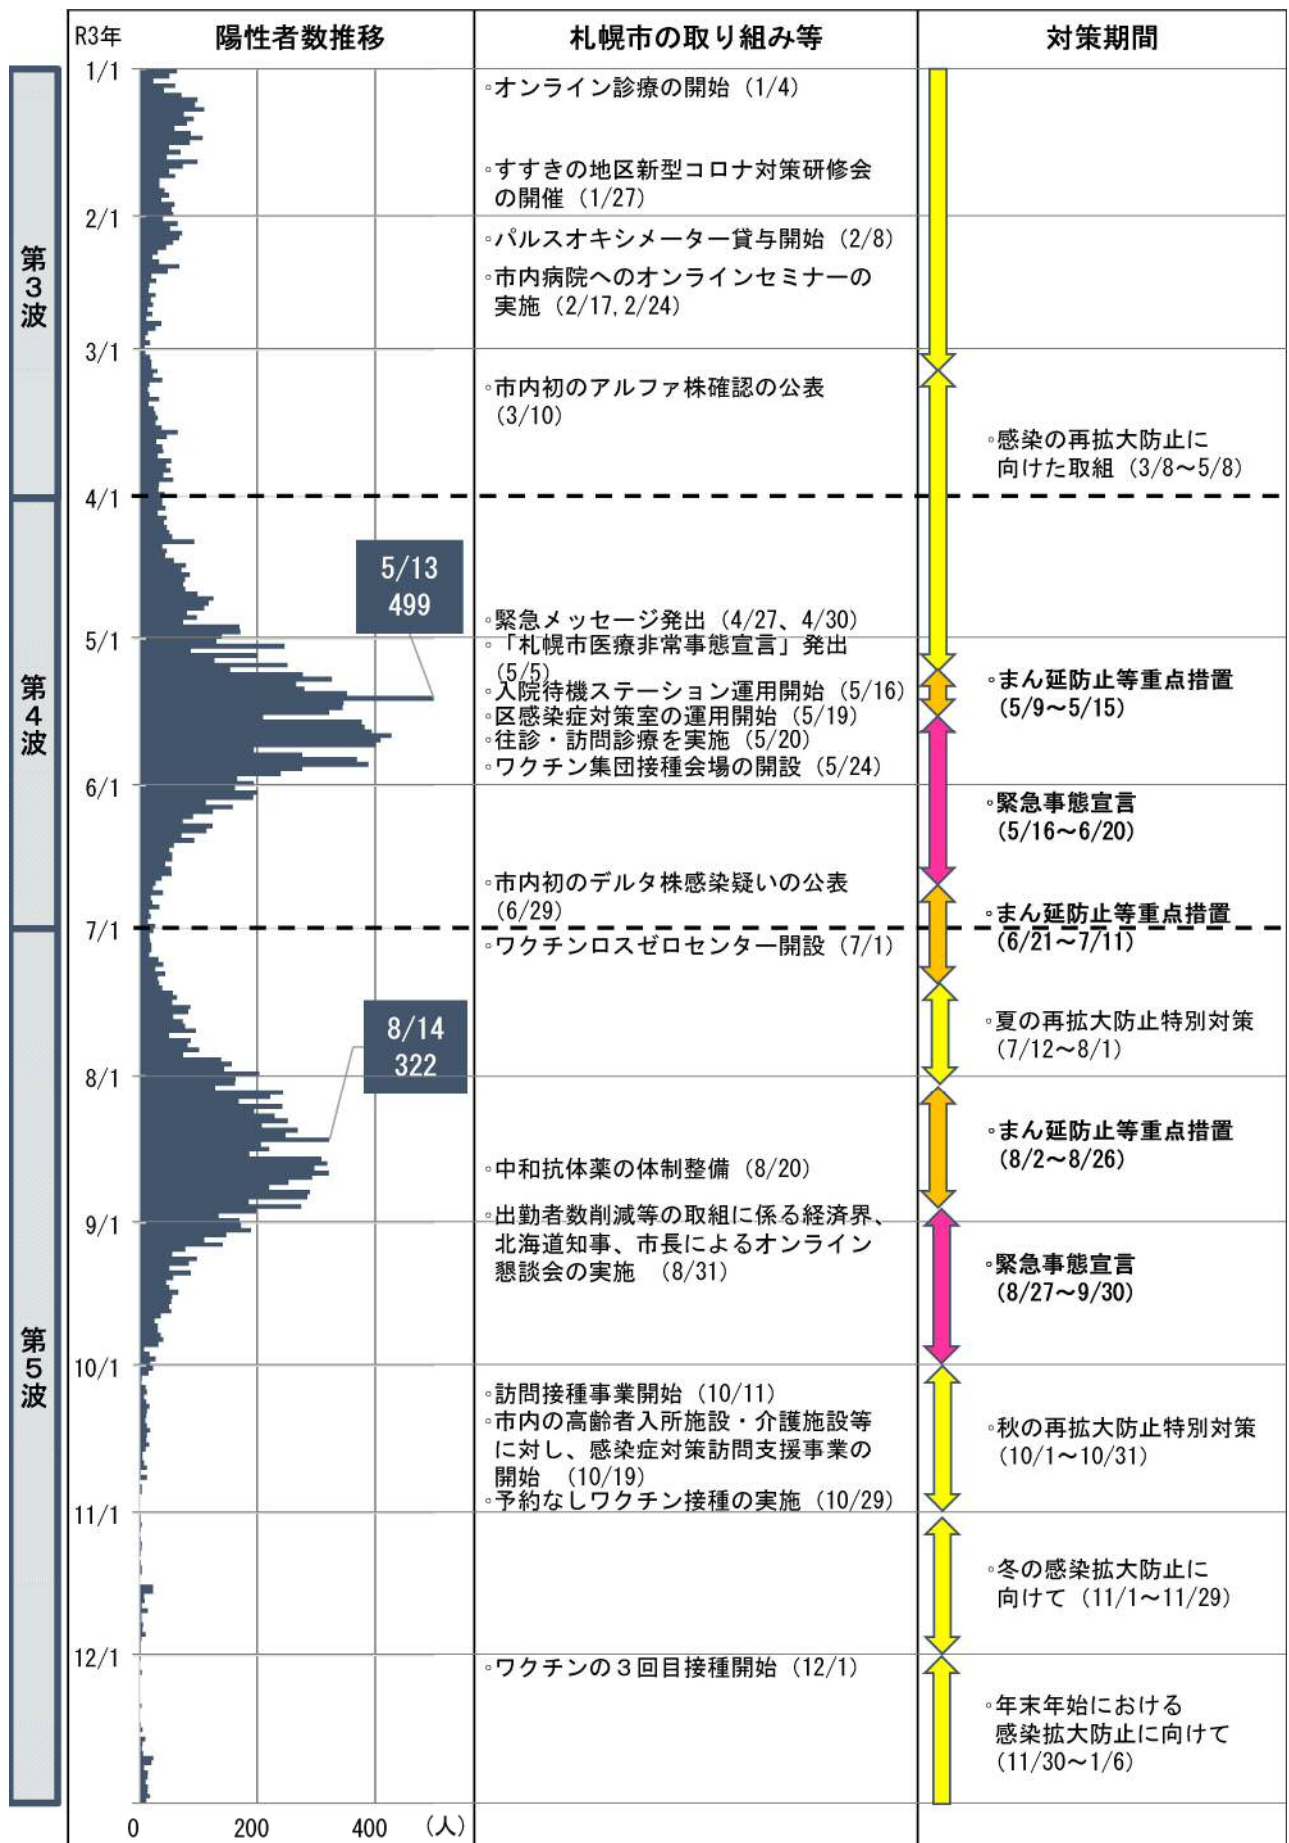 R3年
陽性者数推移
札幌市の取り組み等
対策期間
1/1
2/1
3/1
4/1
5/1
6/1
7/1
8/1
9/1
10/1
11/1
12/1
第3波
第4波
第5波
5/13
499
8/14
322
0
200
400
(人)
◦オンライン診療の開始(1/4)
◦すすきの地区新型コロナ対策研修会
の開催(1/27)
◦パルスオキシメーター貸与開始(2/8)
◦市内病院へのオンラインセミナーの
実施(2/17,2/24)
◦市内初のアルファ株確認の公表
(3/10)
◦緊急メッセージ発出(4/27、4/30)
◦「札幌市医療非常事態宣言」発出
(5/5)
◦入院待機ステーション運用開始(5/16)
◦区感染症対策室の運用開始(5/19)
◦往診・訪問診療を実施(5/20)
◦ワクチン集団接種会場の開設(5/24)
◦市内初のデルタ株感染疑いの公表
(6/29)
◦ワクチンロスゼロセンター開設(7/1)
◦中和抗体薬の体制整備(8/20)
◦出勤者数削減等の取組に係る経済界、
北海道知事、市長によるオンライン
懇談会の実施 (8/31)
◦訪問接種事業開始(10/11)
◦市内の高齢者入所施設・介護施設等
に対し、感染症対策訪問支援事業の
開始 (10/19)
◦予約なしワクチン接種の実施(10/29)
◦ワクチンの3回目接種開始(12/1)
◦感染の再拡大防止に
向けた取組(3/8~5/8)
◦まん延防止等重点措置
(5/9~5/15)
◦緊急事態宣言
(5/16~6/20)
◦まん延防止等重点措置
(6/21~7/11)
◦夏の再拡大防止特別対策
(7/12~8/1)
◦まん延防止等重点措置
(8/2~8/26)
◦緊急事態宣言
(8/27~9/30)
◦秋の再拡大防止特別対策
(10/1~10/31)
◦冬の感染拡大防止に
向けて(11/1~11/29)
◦年末年始における
感染拡大防止に向けて
(11/30~1/6)